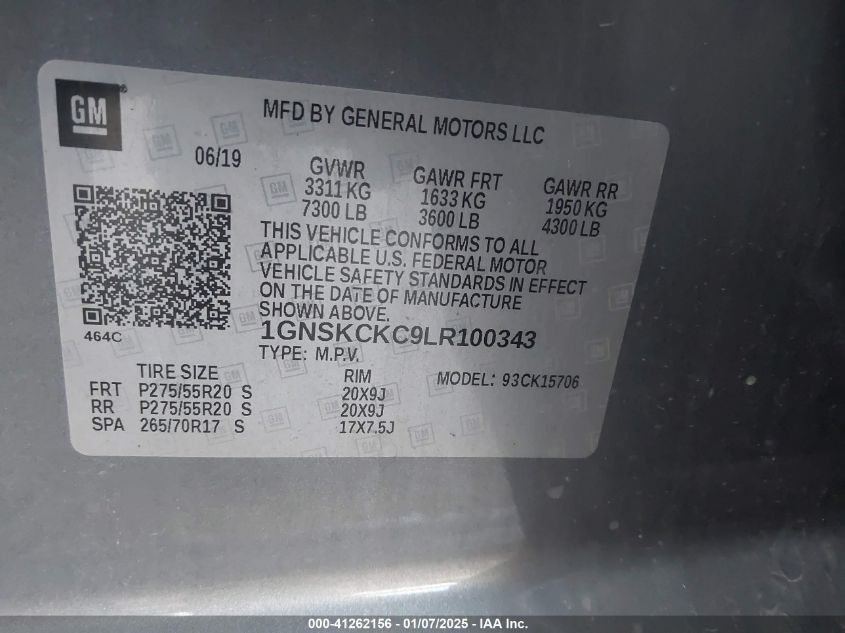 GM
MFD BY GENERAL MOTORS LLC
06/19
GVWR GAWR FRT GAWR RR
3311 KG 1633 KG 1950 KG
7300 LB 3600 LB 4300 LB
THIS VEHICLE CONFORMS TO ALL
APPLICABLE U.S. FEDERAL MOTOR
VEHICLE SAFETY STANDARDS IN EFFECT
ON THE DATE OF MANUFACTURE
SHOWN ABOVE.
464C
1GNSKCKC9LR100343
TYPE: M.P.V.
TIRE SIZE RIM MODEL: 93CK15706
FRT P275/55R20 S 20X9J
RR P275/55R20 S 20X9J
SPA 265/70R17 S 17X7.5J
000-41262156 — 01/07/2025 - IAA Inc.